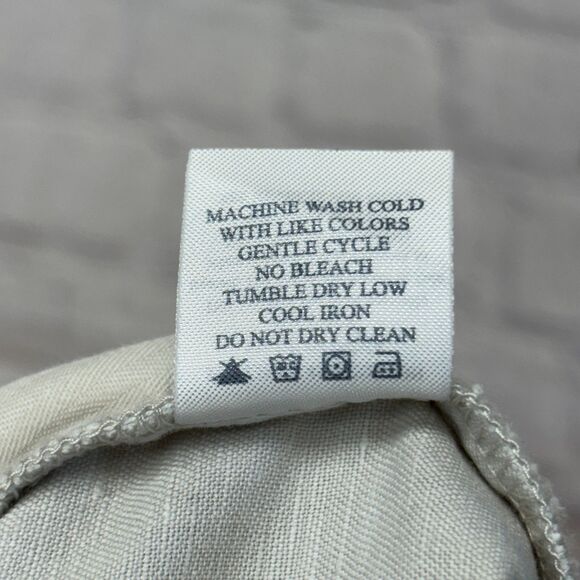 MACHINE WASH COLD
WITH LIKE COLORS
GENTLE CYCLE
NO BLEACH
TUMBLE DRY LOW
COOL IRON
DO NOT DRY CLEAN